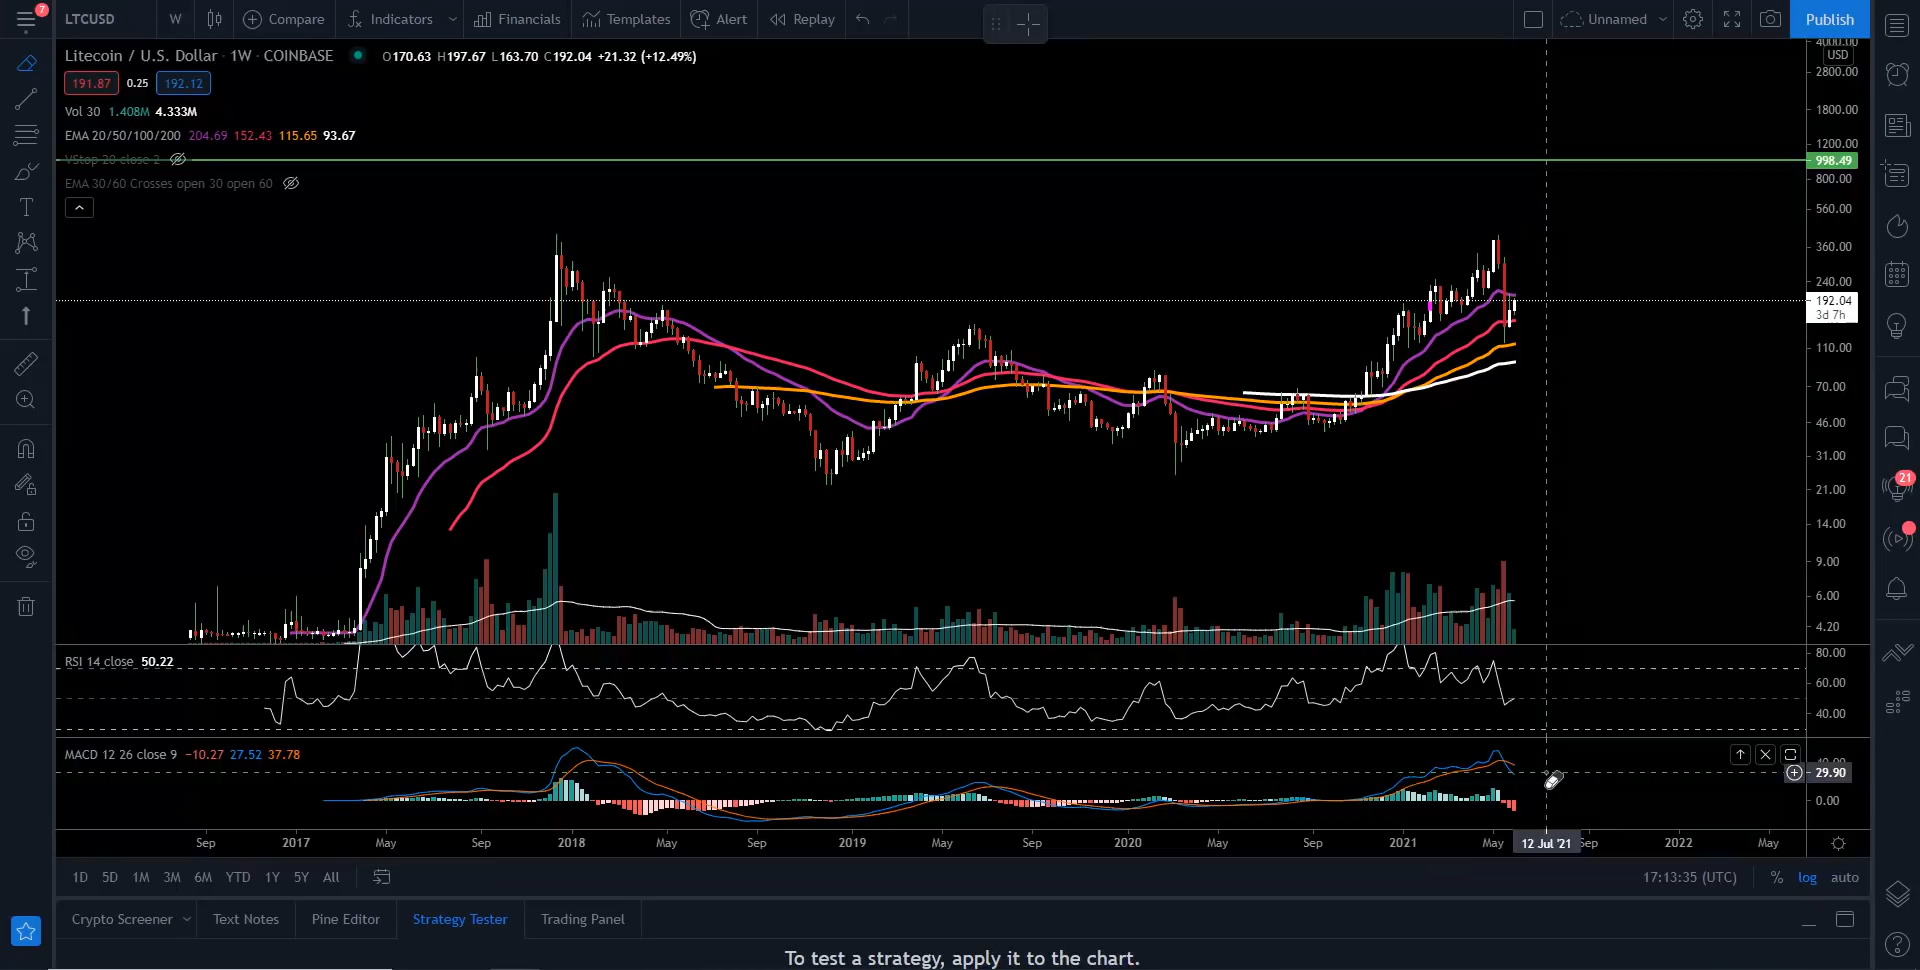 7 LTCUSD W Compare Indicators Financials Templates Alert Replay Unnamed Publish
Litecoin / U.S. Dollar · 1W · COINBASE O170.63 H197.67 L163.70 C192.04 +21.32 (+12.49%)
4000.00
USD
191.87 0.25 192.12
2800.00
Vol 30 1.408M 4.333M
1800.00
EMA 20/50/100/200 204.69 152.43 115.65 93.67
1200.00
VStop 20 close 2
998.49
EMA 30/60 Crosses open 30 open 60
800.00
560.00
360.00
240.00
192.04
3d 7h
110.00
70.00
46.00
31.00
21.00
21
14.00
9.00
6.00
4.20
RSI 14 close 50.22
80.00
60.00
40.00
MACD 12 26 close 9 −10.27 27.52 37.78
40.00
29.90
0.00
Sep 2017 May Sep 2018 May Sep 2019 May Sep 2020 May Sep 2021 May 12 Jul '21 Sep 2022 May
1D 5D 1M 3M 6M YTD 1Y 5Y All 17:13:35 (UTC) % log auto
Crypto Screener Text Notes Pine Editor Strategy Tester Trading Panel
To test a strategy, apply it to the chart.